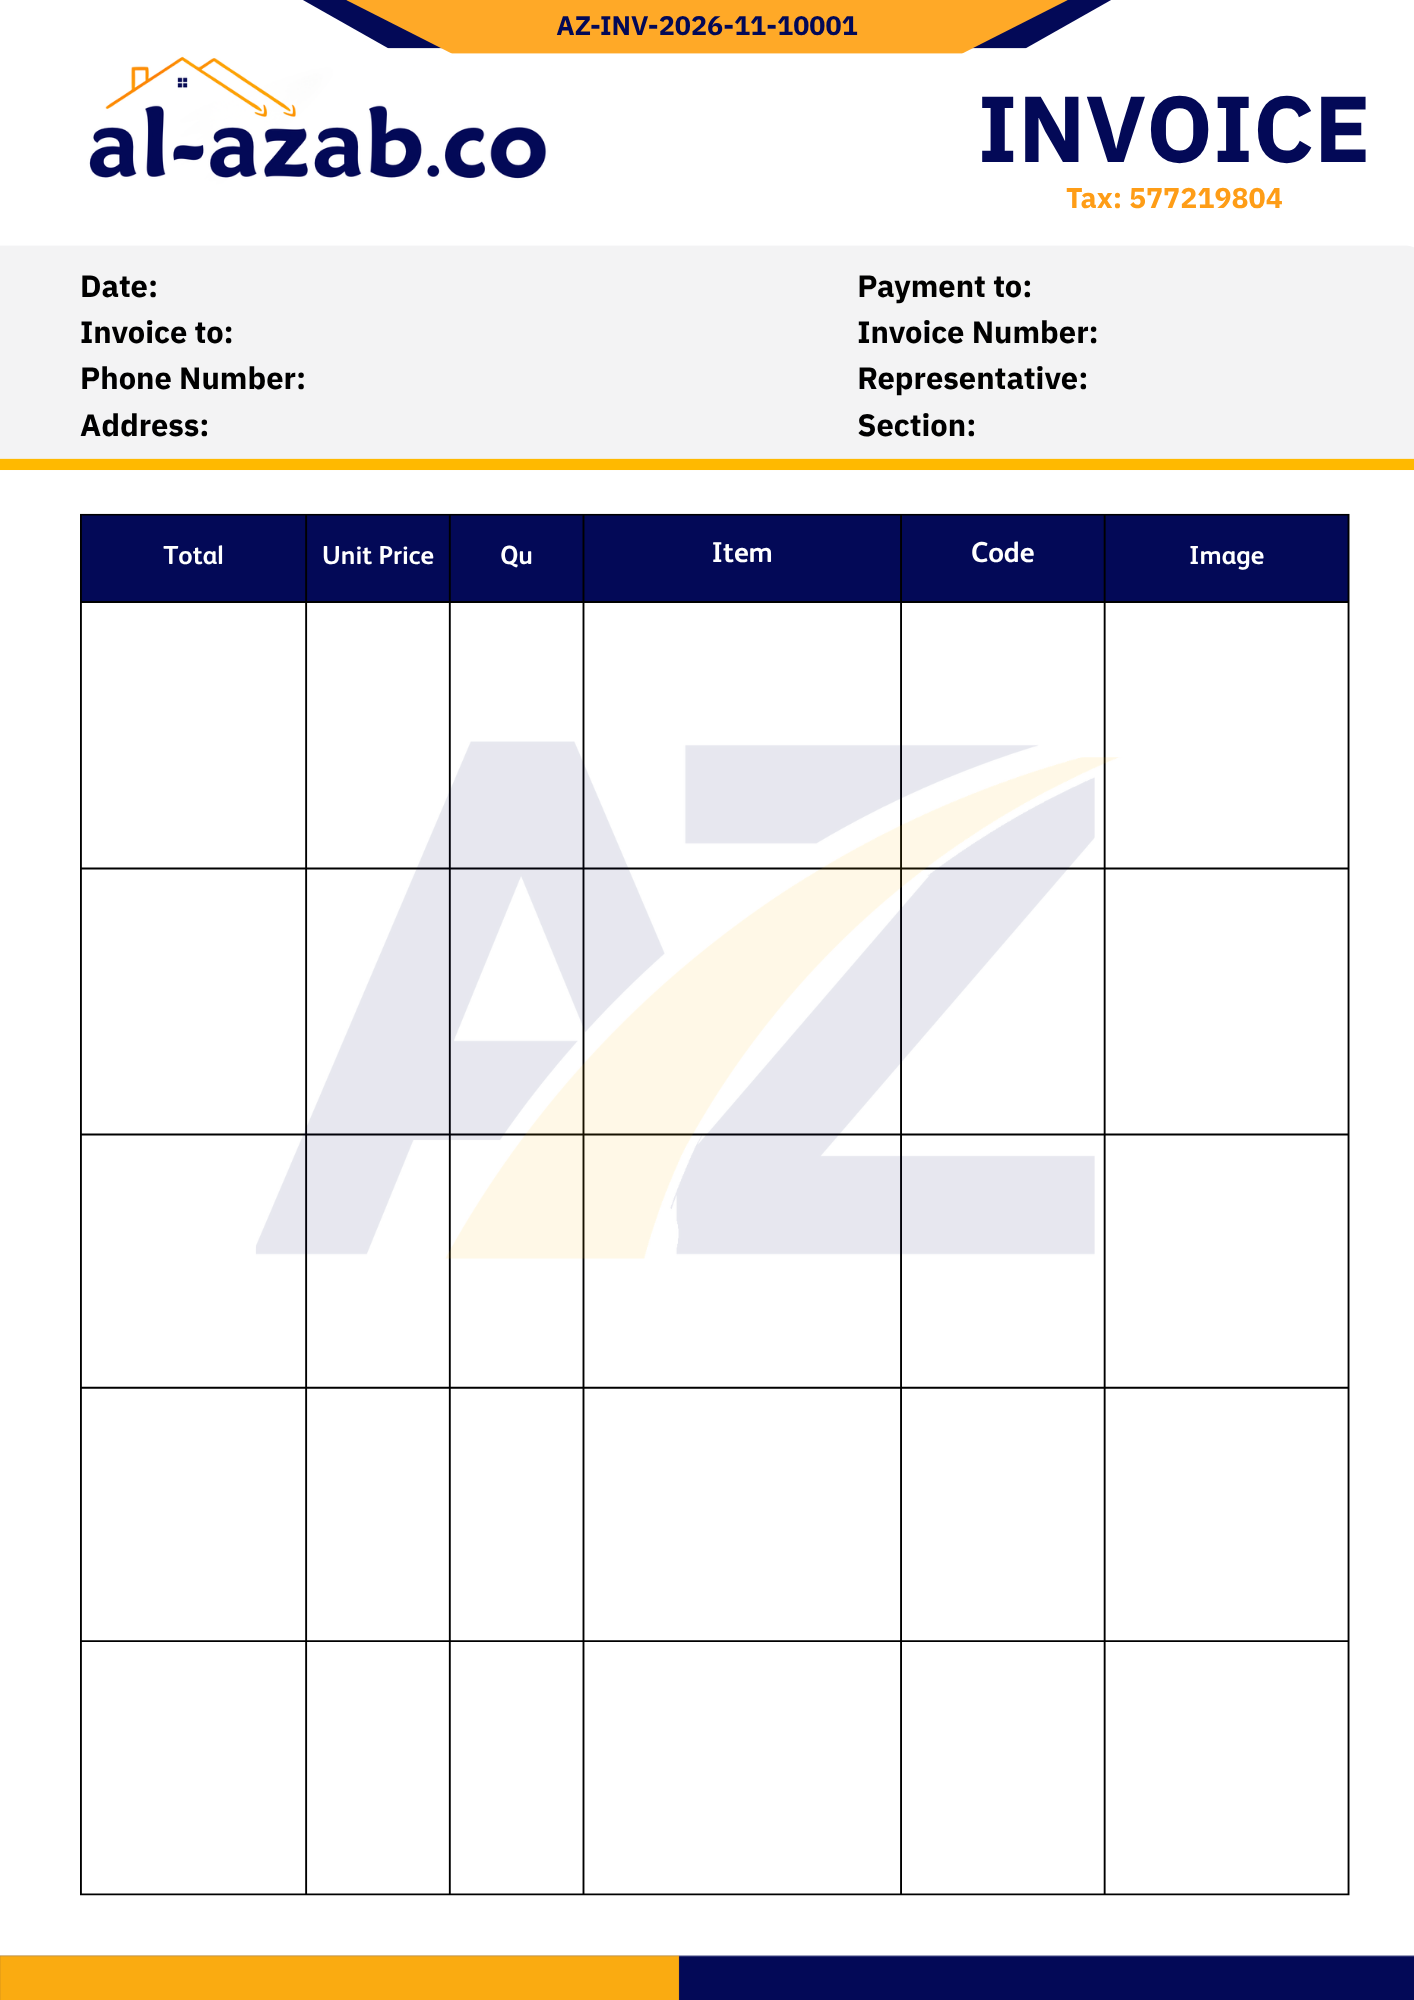 AZ-INV-2026-11-10001
al-azab.co
INVOICE
Tax: 577219804
Date:
Invoice to:
Phone Number:
Address:
Payment to:
Invoice Number:
Representative:
Section:
Total Unit Price Qu Item Code Image
AZ